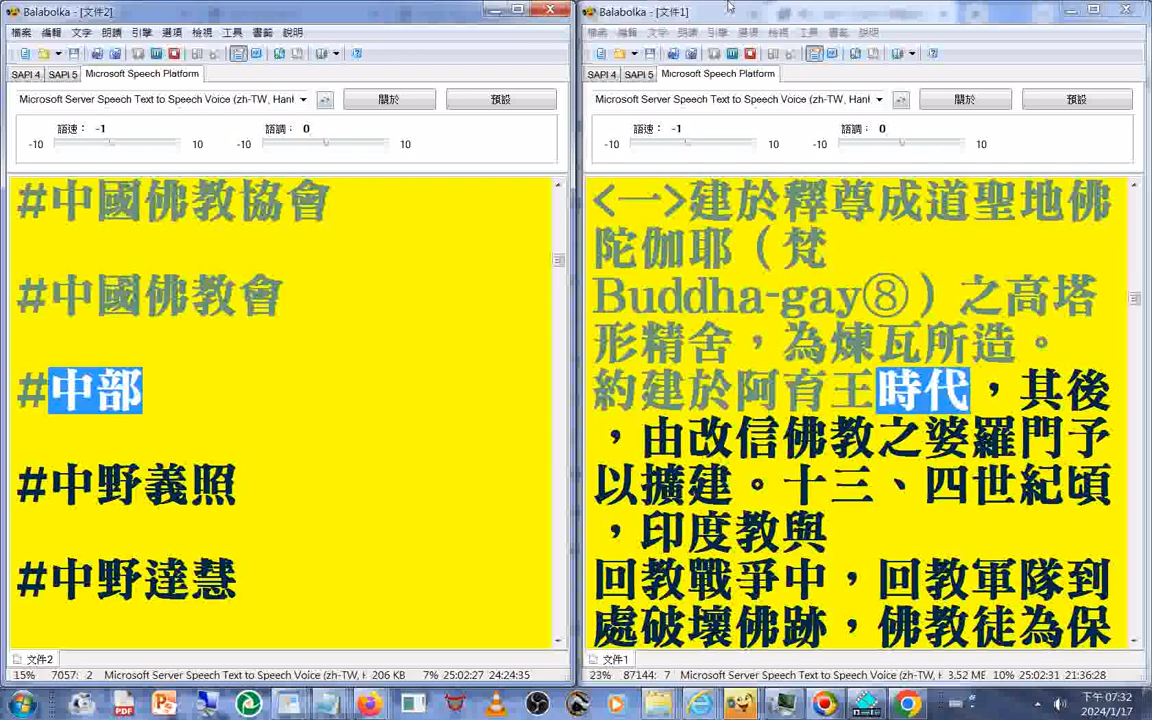 Balabolka - [文件2]
檔案 編輯 文字 朗讀 引擎 選項 檢視 工具 書籤 說明
SAPI 4 SAPI 5 Microsoft Speech Platform
Microsoft Server Speech Text to Speech Voice (zh-TW, Hanl
關於
預設
語速： -1
語調： 0
-10 10 -10 10
#中國佛教協會
#中國佛教會
#中部
#中野義照
#中野達慧
文件2
15% 7057: 2 Microsoft Server Speech Text to Speech Voice (zh-TW, H 206 KB 7% 25:02:27 24:24:35
Balabolka - [文件1]
檔案 編輯 文字 朗讀 引擎 選項 檢視 工具 書籤 說明
SAPI 4 SAPI 5 Microsoft Speech Platform
Microsoft Server Speech Text to Speech Voice (zh-TW, Hanl
關於
預設
語速： -1
語調： 0
-10 10 -10 10
<一>建於釋尊成道聖地佛
陀伽耶（梵
Buddha-gay⑧）之高塔
形精舍，為煉瓦所造。
約建於阿育王時代，其後
，由改信佛教之婆羅門予
以擴建。十三、四世紀頃
，印度教與
回教戰爭中，回教軍隊到
處破壞佛跡，佛教徒為保
文件1
23% 87144: 7 Microsoft Server Speech Text to Speech Voice (zh-TW, H 3.52 MB 10% 25:02:31 21:36:28
下午 07:32
2024/1/17